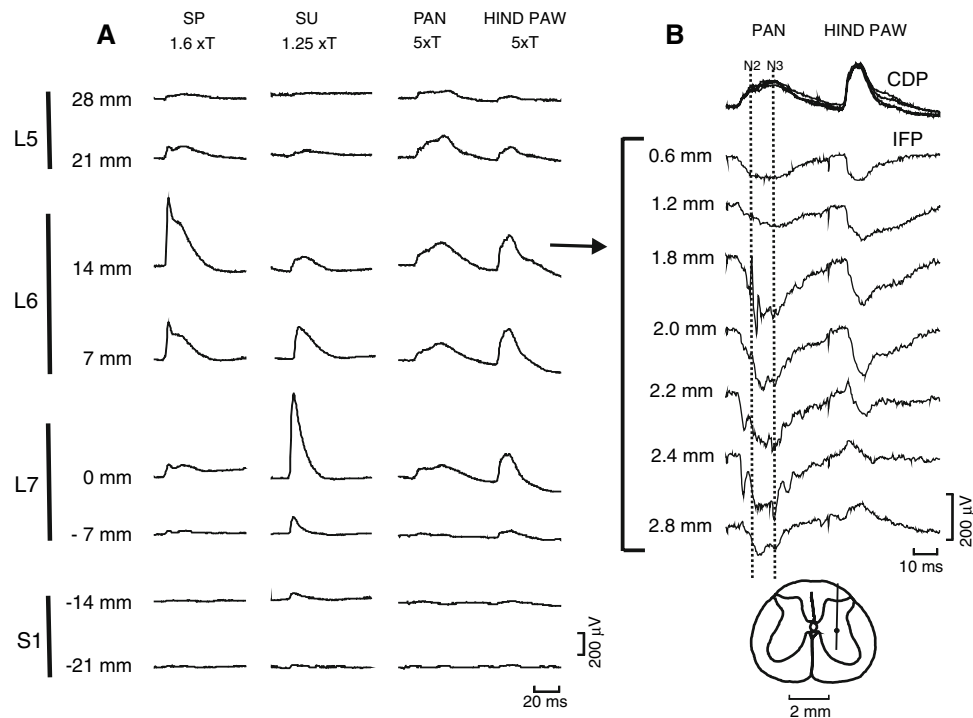 A
SP
1.6 xT
SU
1.25 xT
PAN
5xT
HIND PAW
5xT
L5
28 mm
21 mm
L6
14 mm
7 mm
L7
0 mm
- 7 mm
S1
-14 mm
-21 mm
200 µV
20 ms
B
PAN
HIND PAW
N2 N3
CDP
IFP
0.6 mm
1.2 mm
1.8 mm
2.0 mm
2.2 mm
2.4 mm
2.8 mm
200 µV
10 ms
2 mm